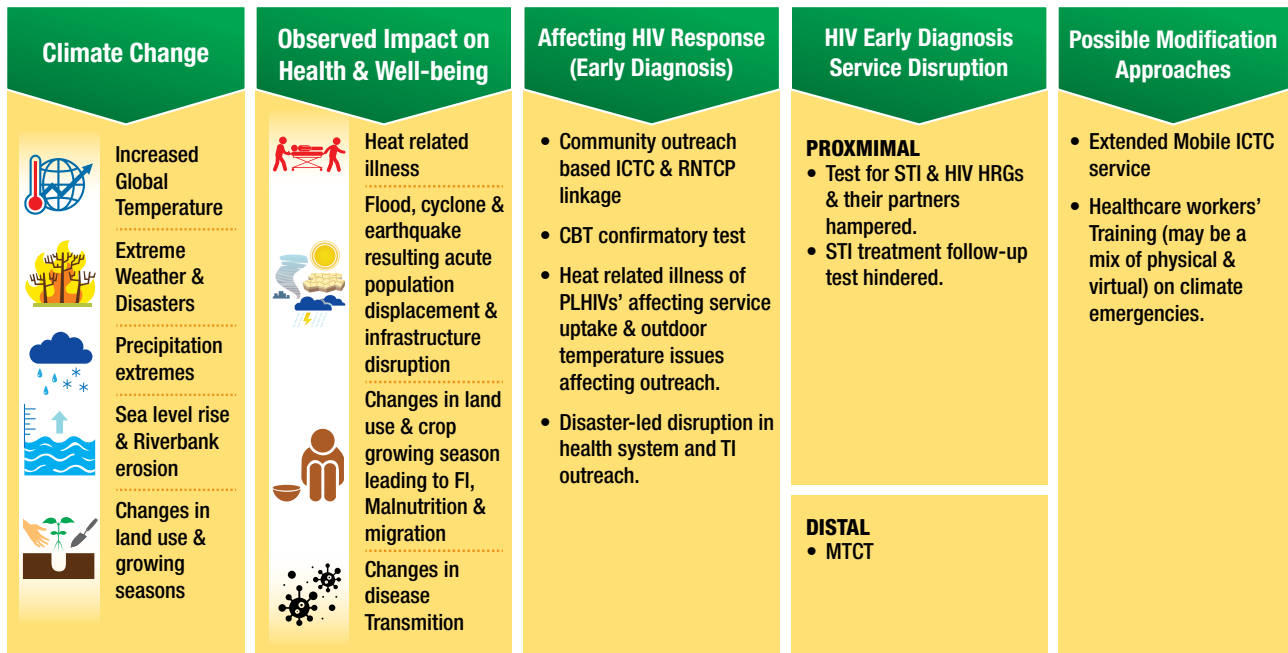 Climate Change
Increased
Global
Temperature
Extreme
Weather &
Disasters
Precipitation
extremes
Sea level rise
& Riverbank
erosion
Changes in
land use &
growing
seasons
Observed Impact on
Health & Well-being
Heat related
illness
Flood, cyclone &
earthquake
resulting acute
population
displacement &
infrastructure
disruption
Changes in land
use & crop
growing season
leading to FI,
Malnutrition &
migration
Changes in
disease
Transmition
Affecting HIV Response
(Early Diagnosis)
• Community outreach
based ICTC & RNTCP
linkage
• CBT confirmatory test
• Heat related illness of
PLHIVs’ affecting service
uptake & outdoor
temperature issues
affecting outreach.
• Disaster-led disruption in
health system and TI
outreach.
HIV Early Diagnosis
Service Disruption
PROXMIMAL
• Test for STI & HIV HRGs
& their partners
hampered.
• STI treatment follow-up
test hindered.
DISTAL
• MTCT
Possible Modification
Approaches
• Extended Mobile ICTC
service
• Healthcare workers’
Training (may be a
mix of physical &
virtual) on climate
emergencies.